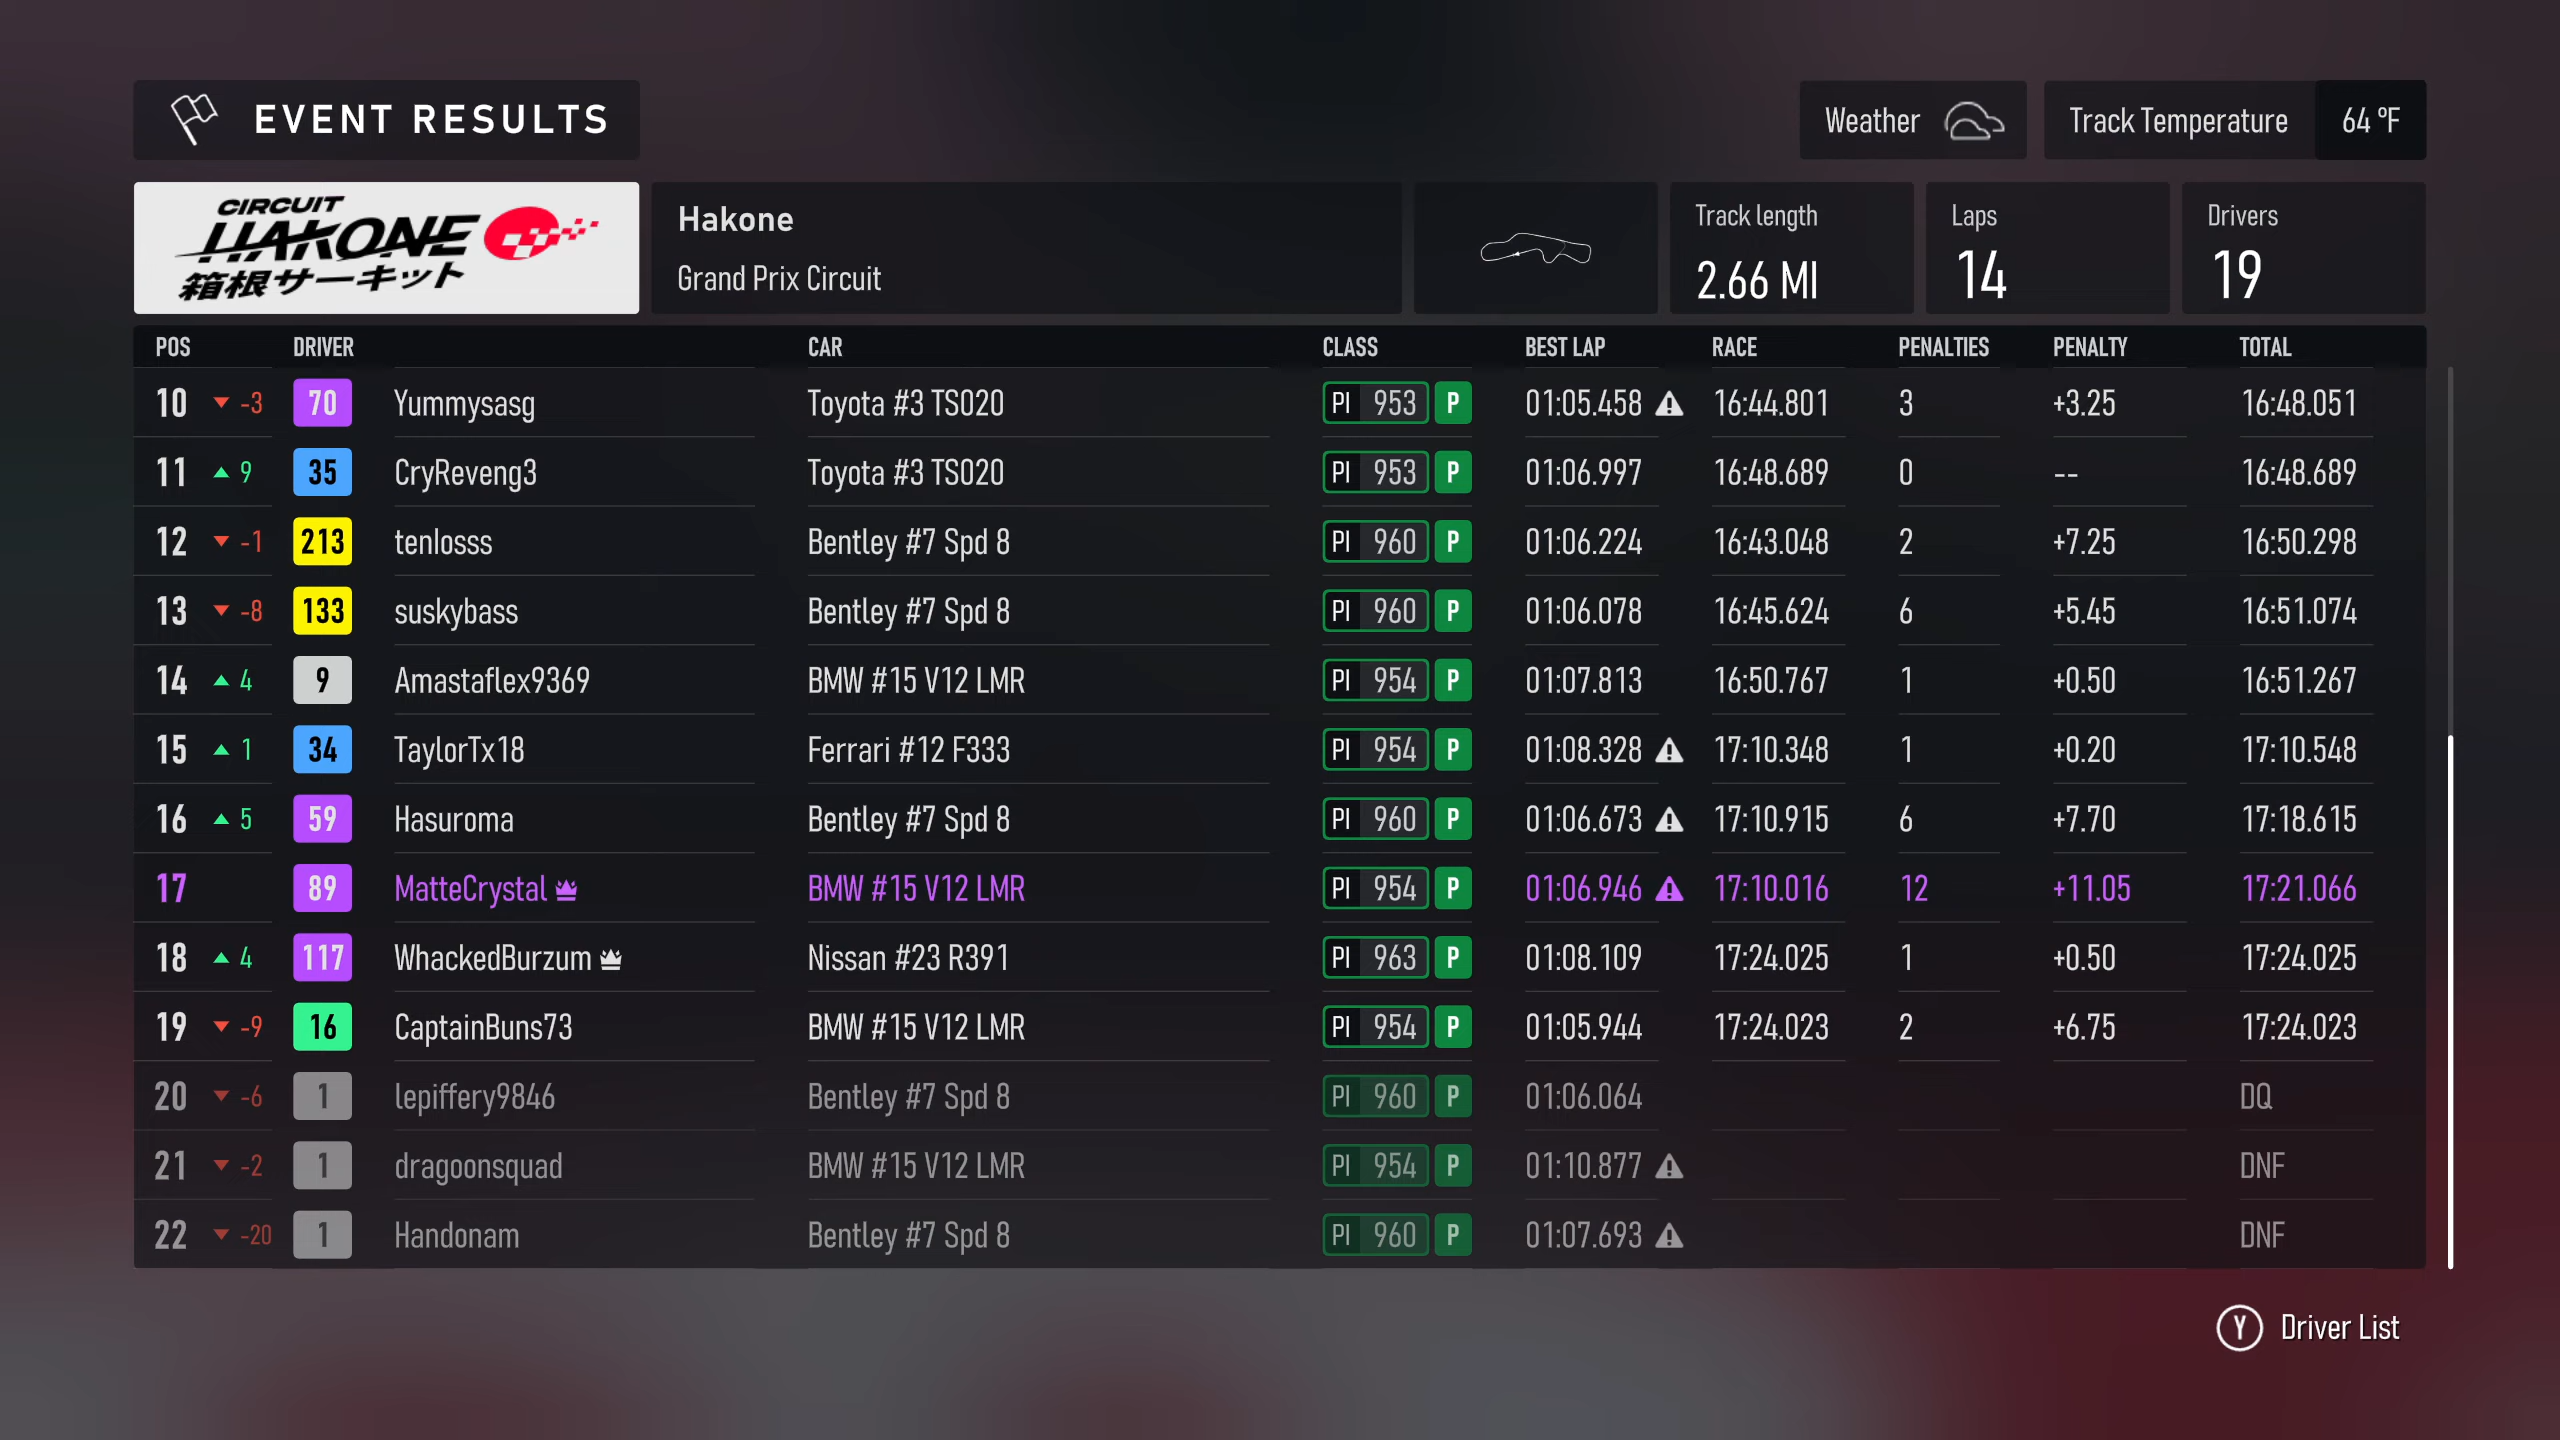 EVENT RESULTS
Weather
Track Temperature 64 °F
CIRCUIT
HAKONE
箱根サーキット
Hakone
Grand Prix Circuit
Track length
2.66 MI
Laps
14
Drivers
19
POS DRIVER CAR CLASS BEST LAP RACE PENALTIES PENALTY TOTAL
10 -3 70 Yummysasg Toyota #3 TS020 PI 953 P 01:05.458 16:44.801 3 +3.25 16:48.051
11 9 35 CryReveng3 Toyota #3 TS020 PI 953 P 01:06.997 16:48.689 0 -- 16:48.689
12 -1 213 tenlosss Bentley #7 Spd 8 PI 960 P 01:06.224 16:43.048 2 +7.25 16:50.298
13 -8 133 suskybass Bentley #7 Spd 8 PI 960 P 01:06.078 16:45.624 6 +5.45 16:51.074
14 4 9 Amastaflex9369 BMW #15 V12 LMR PI 954 P 01:07.813 16:50.767 1 +0.50 16:51.267
15 1 34 TaylorTx18 Ferrari #12 F333 PI 954 P 01:08.328 17:10.348 1 +0.20 17:10.548
16 5 59 Hasuroma Bentley #7 Spd 8 PI 960 P 01:06.673 17:10.915 6 +7.70 17:18.615
17 89 MatteCrystal BMW #15 V12 LMR PI 954 P 01:06.946 17:10.016 12 +11.05 17:21.066
18 4 117 WhackedBurzum Nissan #23 R391 PI 963 P 01:08.109 17:24.025 1 +0.50 17:24.025
19 -9 16 CaptainBuns73 BMW #15 V12 LMR PI 954 P 01:05.944 17:24.023 2 +6.75 17:24.023
20 -6 1 lepiffery9846 Bentley #7 Spd 8 PI 960 P 01:06.064 DQ
21 -2 1 dragoonsquad BMW #15 V12 LMR PI 954 P 01:10.877 DNF
22 -20 1 Handonam Bentley #7 Spd 8 PI 960 P 01:07.693 DNF
Y Driver List